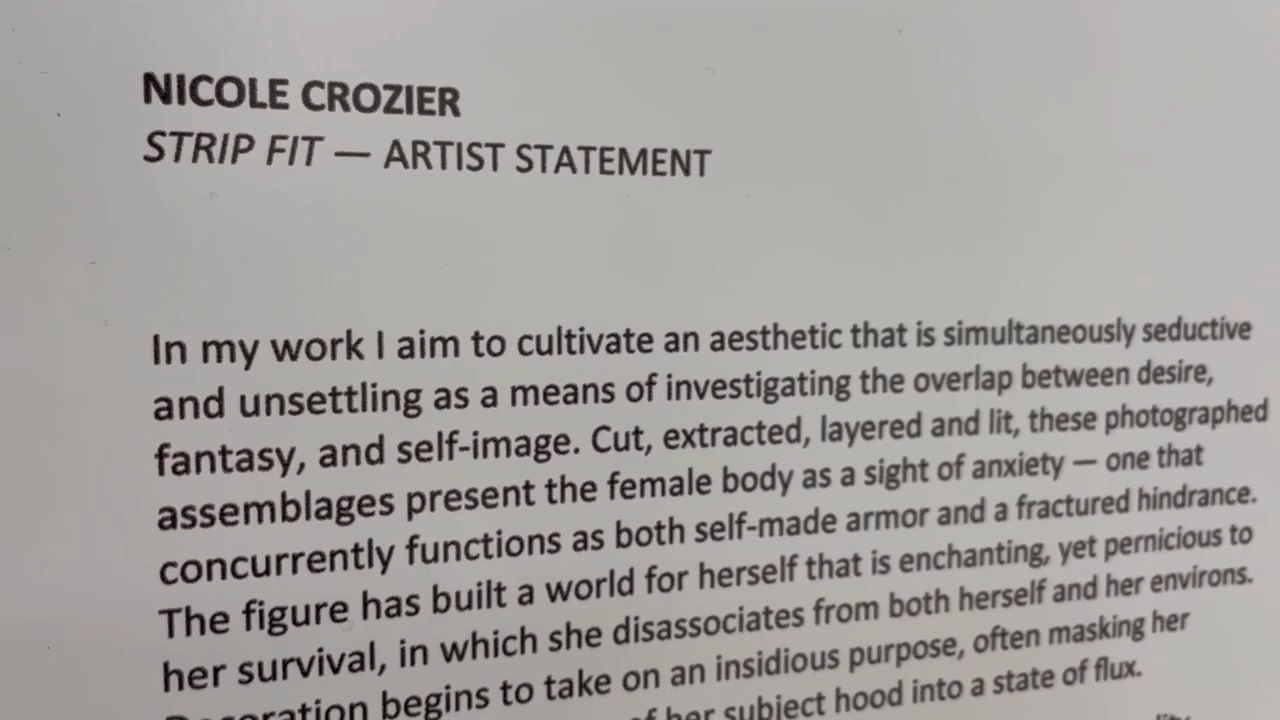 NICOLE CROZIER
STRIP FIT — ARTIST STATEMENT
In my work I aim to cultivate an aesthetic that is simultaneously seductive
and unsettling as a means of investigating the overlap between desire,
fantasy, and self-image. Cut, extracted, layered and lit, these photographed
assemblages present the female body as a sight of anxiety — one that
concurrently functions as both self-made armor and a fractured hindrance.
The figure has built a world for herself that is enchanting, yet pernicious to
her survival, in which she disassociates from both herself and her environs.
Decoration begins to take on an insidious purpose, often masking her
of her subject hood into a state of flux.